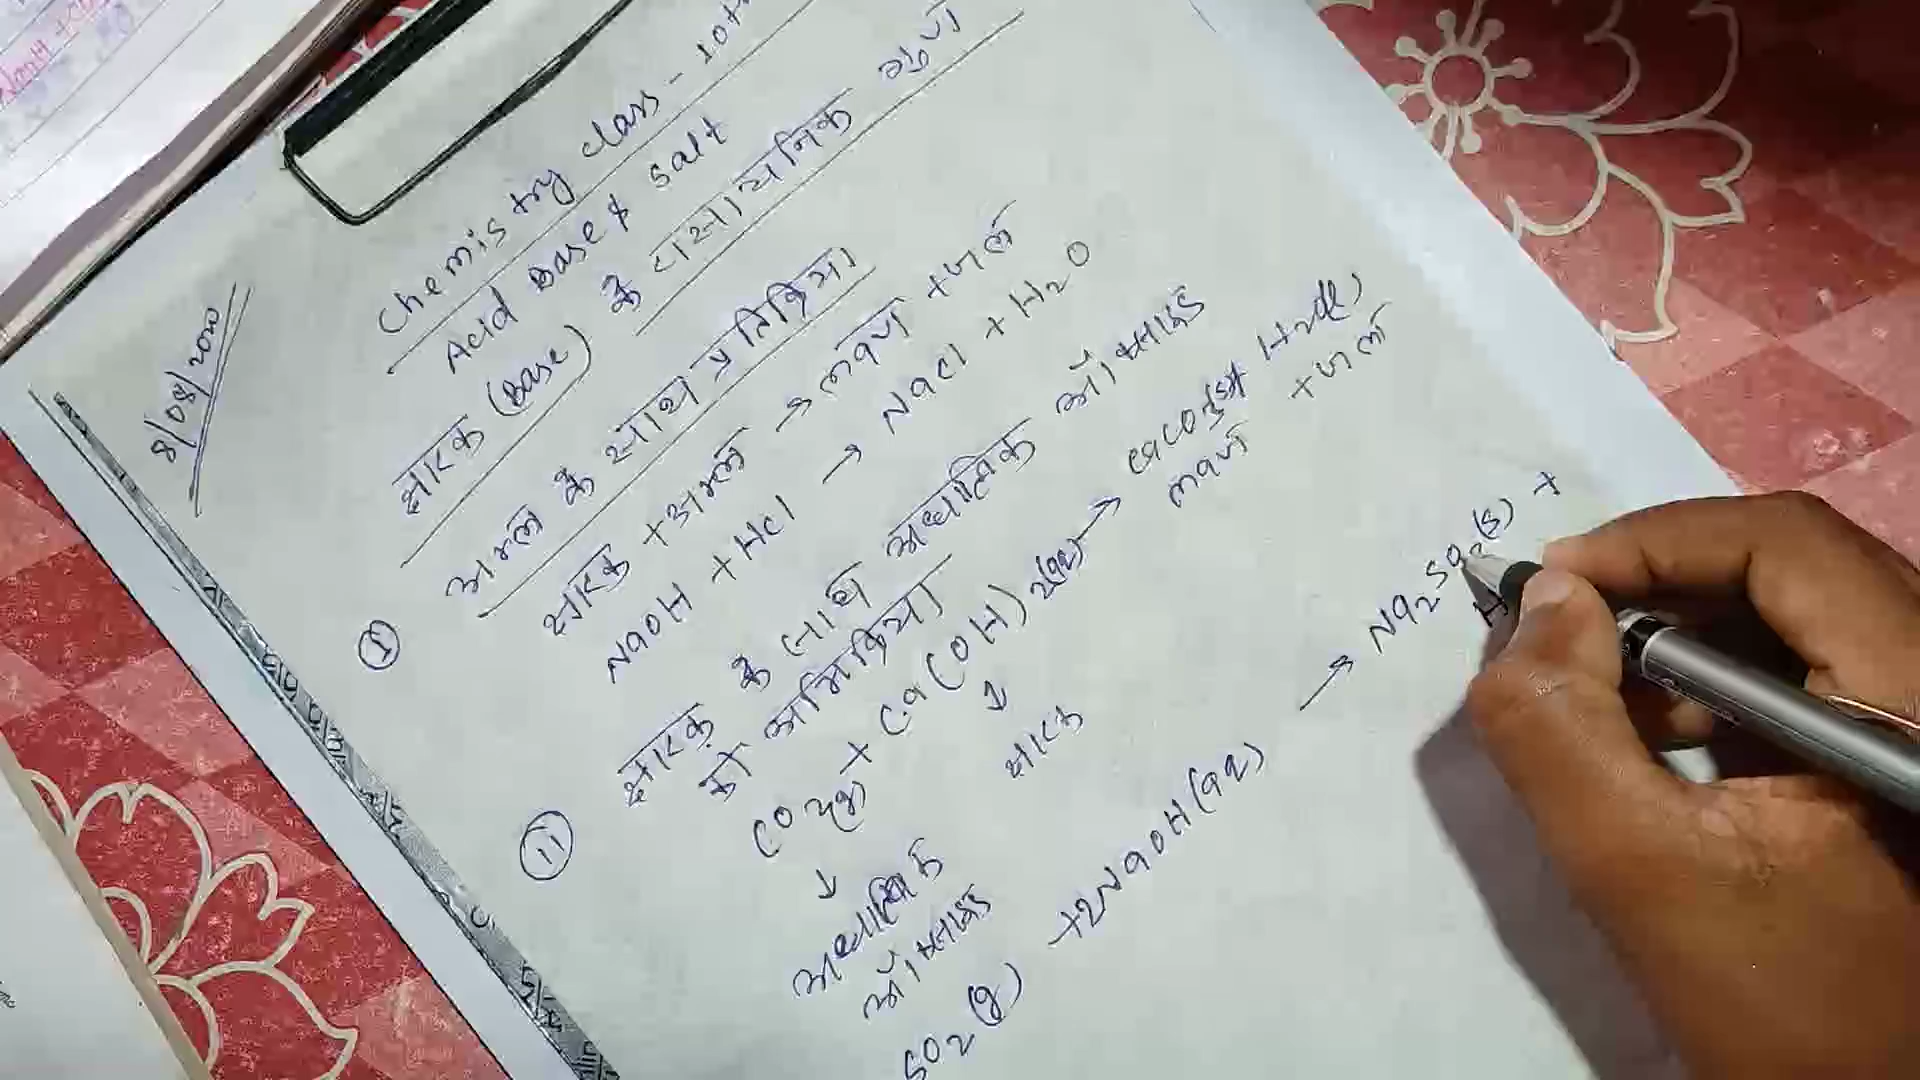 8/08/2020
Chemistry class - 10th
Acid Base & salt
क्षारक (Base) के रासायनिक गुण
(I) अम्ल के साथ प्रतिक्रिया
क्षारक + अम्ल → लवण + जल
NaOH + HCl → NaCl + H2O
(II) क्षारक के साथ अधात्विक ऑक्साइड
की अभिक्रिया
CO2(g) + Ca(OH)2(aq) → CaCO3(s) + H2O(l)
↓ ↓ लवण + जल
अधात्विक क्षारक
ऑक्साइड
SO2(g) + 2NaOH(aq) → Na2SO3(s) +
H